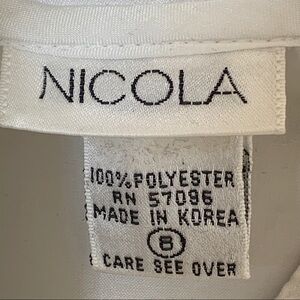 NICOLA
100% POLYESTER
RN 57096
MADE IN KOREA
8
CARE SEE OVER